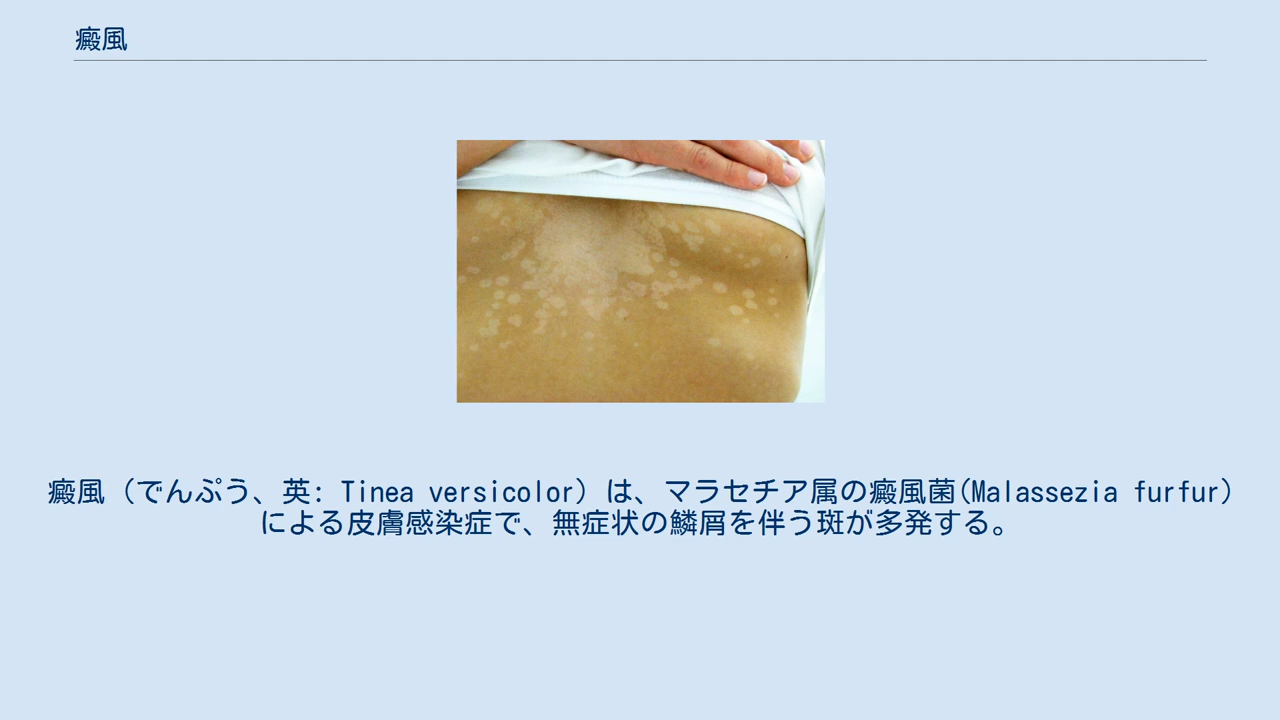 癜風
癜風（でんぷう、英: Tinea versicolor）は、マラセチア属の癜風菌(Malassezia furfur)
による皮膚感染症で、無症状の鱗屑を伴う斑が多発する。